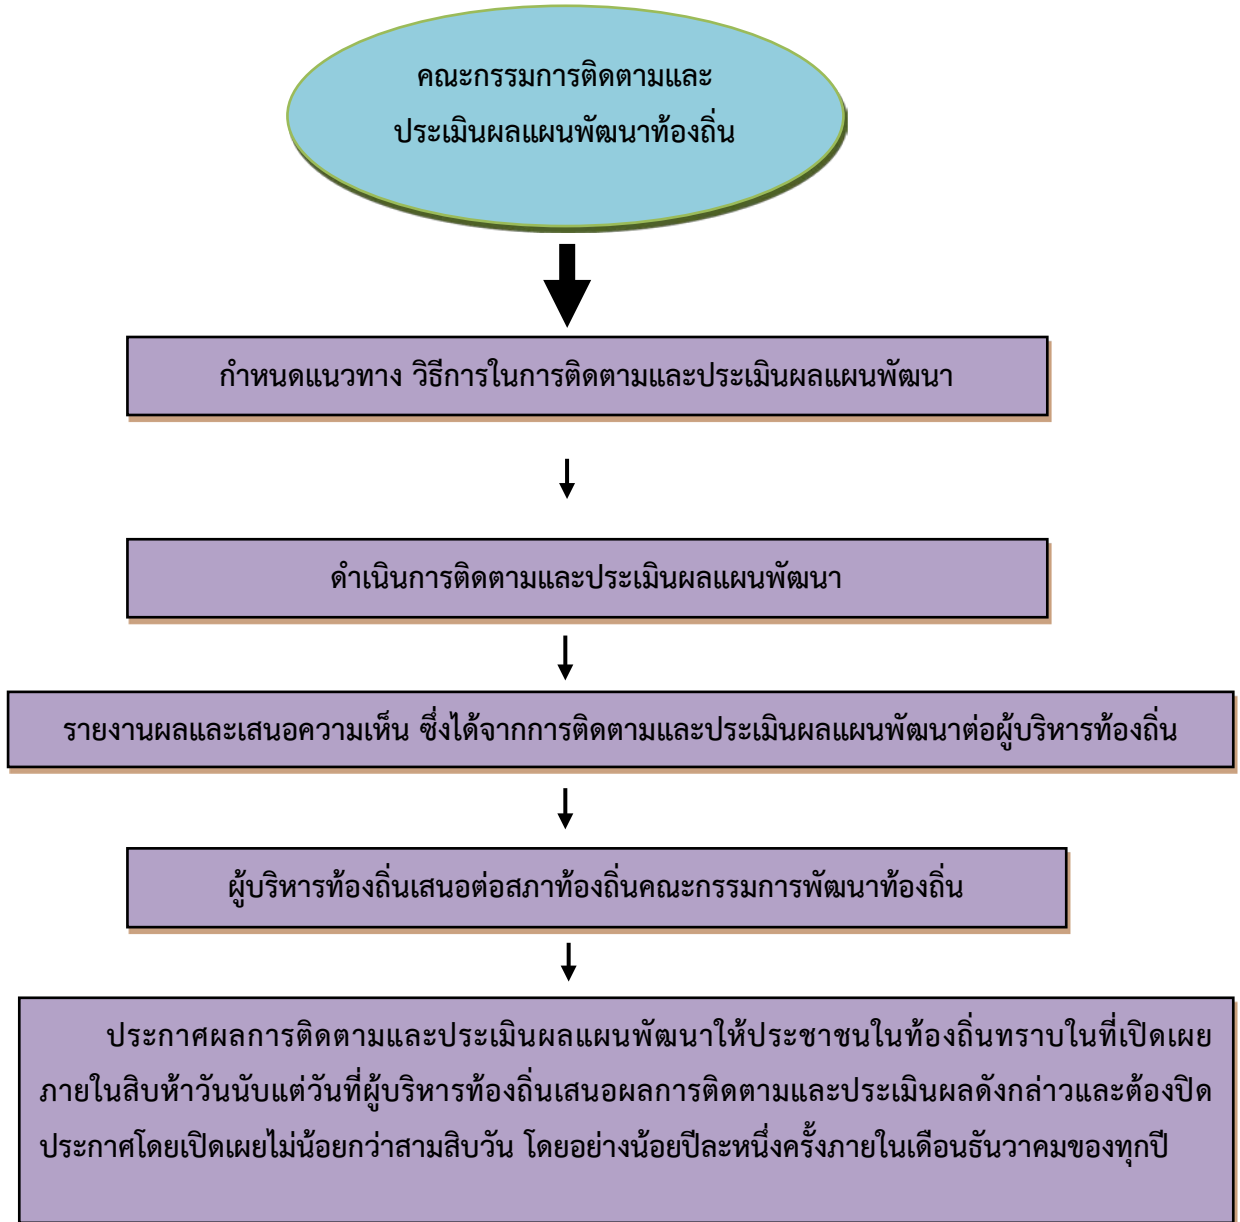 คณะกรรมการติดตามและ
ประเมินผลแผนพัฒนาท้องถิ่น
กำหนดแนวทาง วิธีการในการติดตามและประเมินผลแผนพัฒนา
ดำเนินการติดตามและประเมินผลแผนพัฒนา
รายงานผลและเสนอความเห็น ซึ่งได้จากการติดตามและประเมินผลแผนพัฒนาต่อผู้บริหารท้องถิ่น
ผู้บริหารท้องถิ่นเสนอต่อสภาท้องถิ่นคณะกรรมการพัฒนาท้องถิ่น
ประกาศผลการติดตามและประเมินผลแผนพัฒนาให้ประชาชนในท้องถิ่นทราบในที่เปิดเผย
ภายในสิบห้าวันนับแต่วันที่ผู้บริหารท้องถิ่นเสนอผลการติดตามและประเมินผลดังกล่าวและต้องปิด
ประกาศโดยเปิดเผยไม่น้อยกว่าสามสิบวัน โดยอย่างน้อยปีละหนึ่งครั้งภายในเดือนธันวาคมของทุกปี